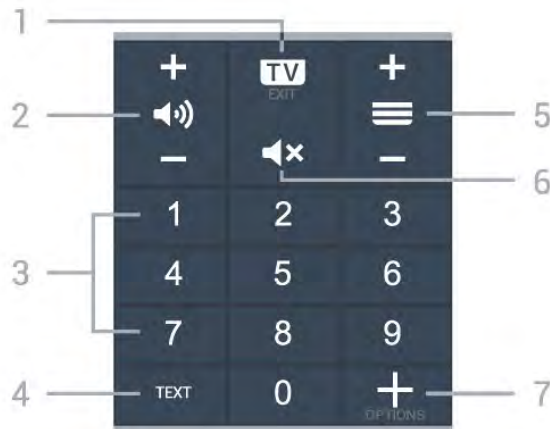 1
+ TV +
EXIT
2 5
− −
6
1 2 3
3
4 5 6
7 8 9
4 TEXT 0 + 7
OPTIONS